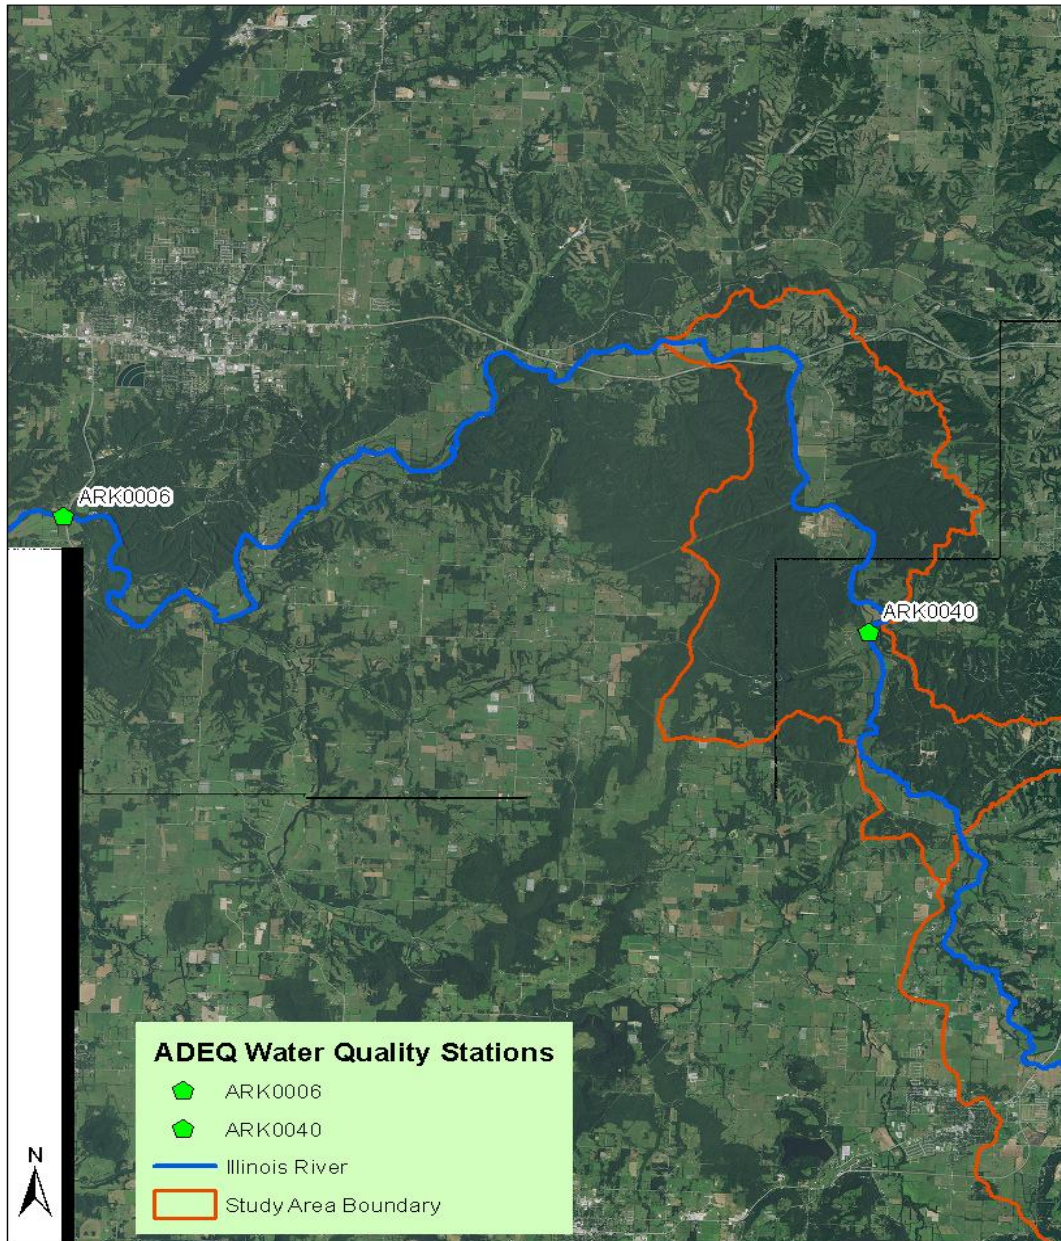 ARK0006
ARK0040
ADEQ Water Quality Stations
ARK0006
ARK0040
Illinois River
Study Area Boundary
N